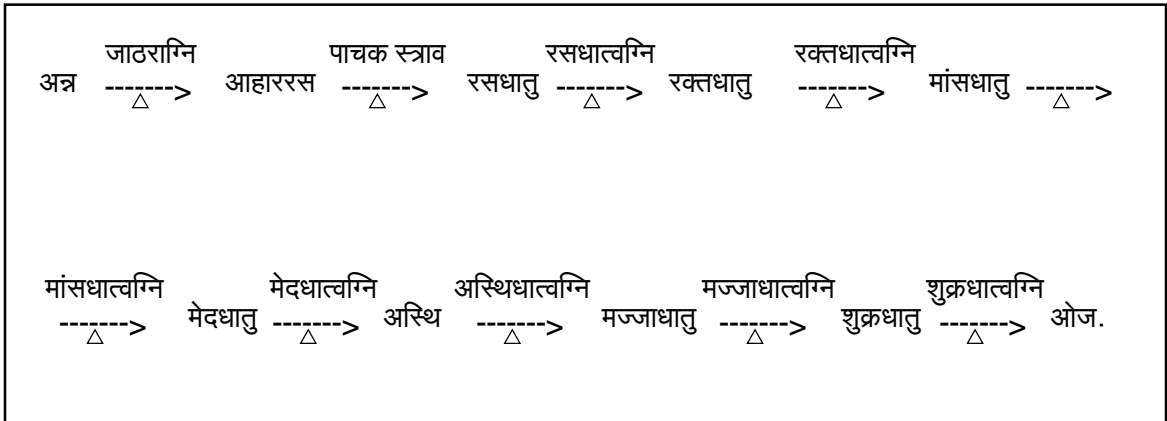 जाठराग्नि पाचक स्त्राव रसधात्वग्नि रक्तधात्वग्नि
अन्न -------> आहाररस -------> रसधातु -------> रक्तधातु -------> मांसधातु ------->
△ △ △ △ △
मांसधात्वग्नि मेदधात्वग्नि अस्थिधात्वग्नि मज्जाधात्वग्नि शुक्रधात्वग्नि
-------> मेदधातु -------> अस्थि -------> मज्जाधातु -------> शुक्रधातु -------> ओज.
△ △ △ △ △